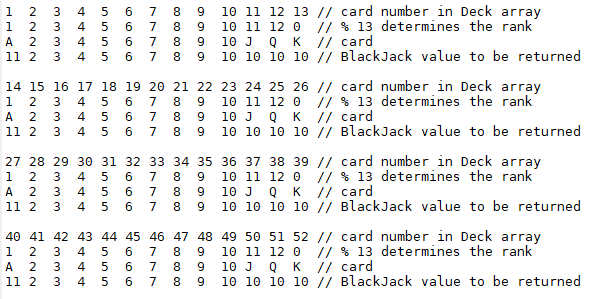 1 2 3 4 5 6 7 8 9 10 11 12 13 // card number in Deck array
1 2 3 4 5 6 7 8 9 10 11 12 0 // % 13 determines the rank
A 2 3 4 5 6 7 8 9 10 J Q K // card
11 2 3 4 5 6 7 8 9 10 10 10 10 // BlackJack value to be returned
14 15 16 17 18 19 20 21 22 23 24 25 26 // card number in Deck array
1 2 3 4 5 6 7 8 9 10 11 12 0 // % 13 determines the rank
A 2 3 4 5 6 7 8 9 10 J Q K // card
11 2 3 4 5 6 7 8 9 10 10 10 10 // BlackJack value to be returned
27 28 29 30 31 32 33 34 35 36 37 38 39 // card number in Deck array
1 2 3 4 5 6 7 8 9 10 11 12 0 // % 13 determines the rank
A 2 3 4 5 6 7 8 9 10 J Q K // card
11 2 3 4 5 6 7 8 9 10 10 10 10 // BlackJack value to be returned
40 41 42 43 44 45 46 47 48 49 50 51 52 // card number in Deck array
1 2 3 4 5 6 7 8 9 10 11 12 0 // % 13 determines the rank
A 2 3 4 5 6 7 8 9 10 J Q K // card
11 2 3 4 5 6 7 8 9 10 10 10 10 // BlackJack value to be returned